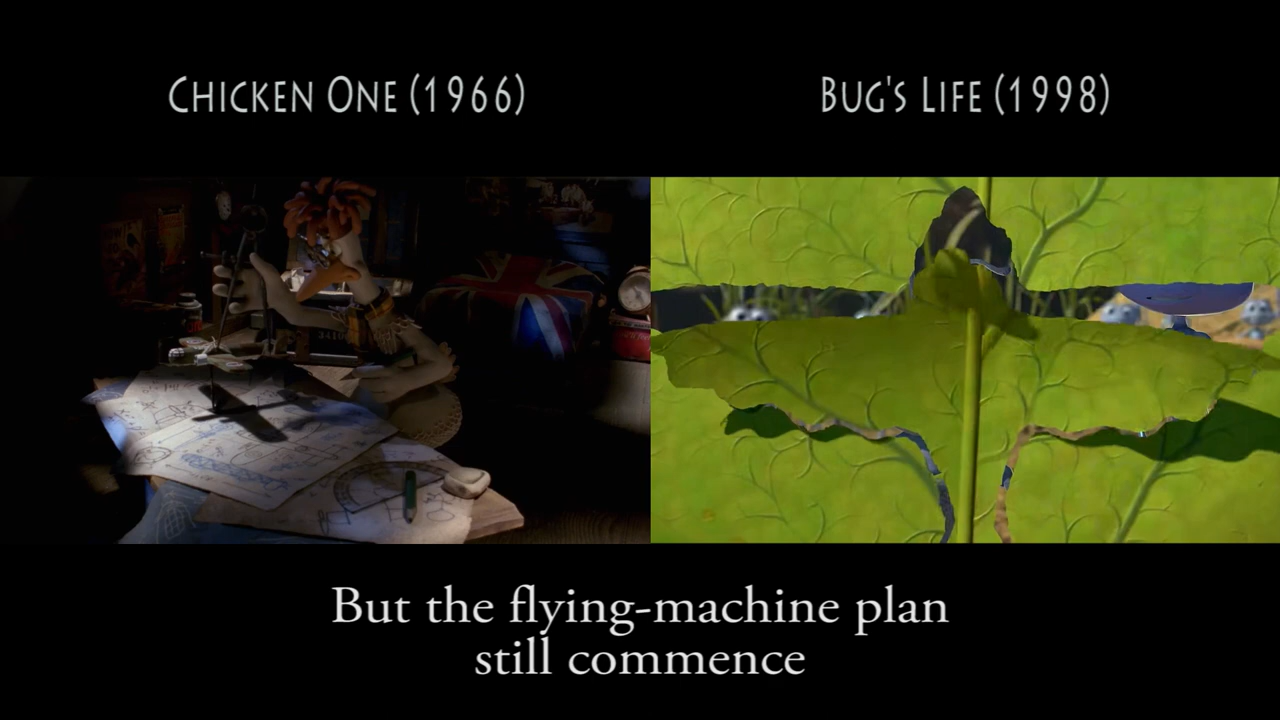 CHICKEN ONE (1966)
BUG'S LIFE (1998)
But the flying-machine plan
still commence